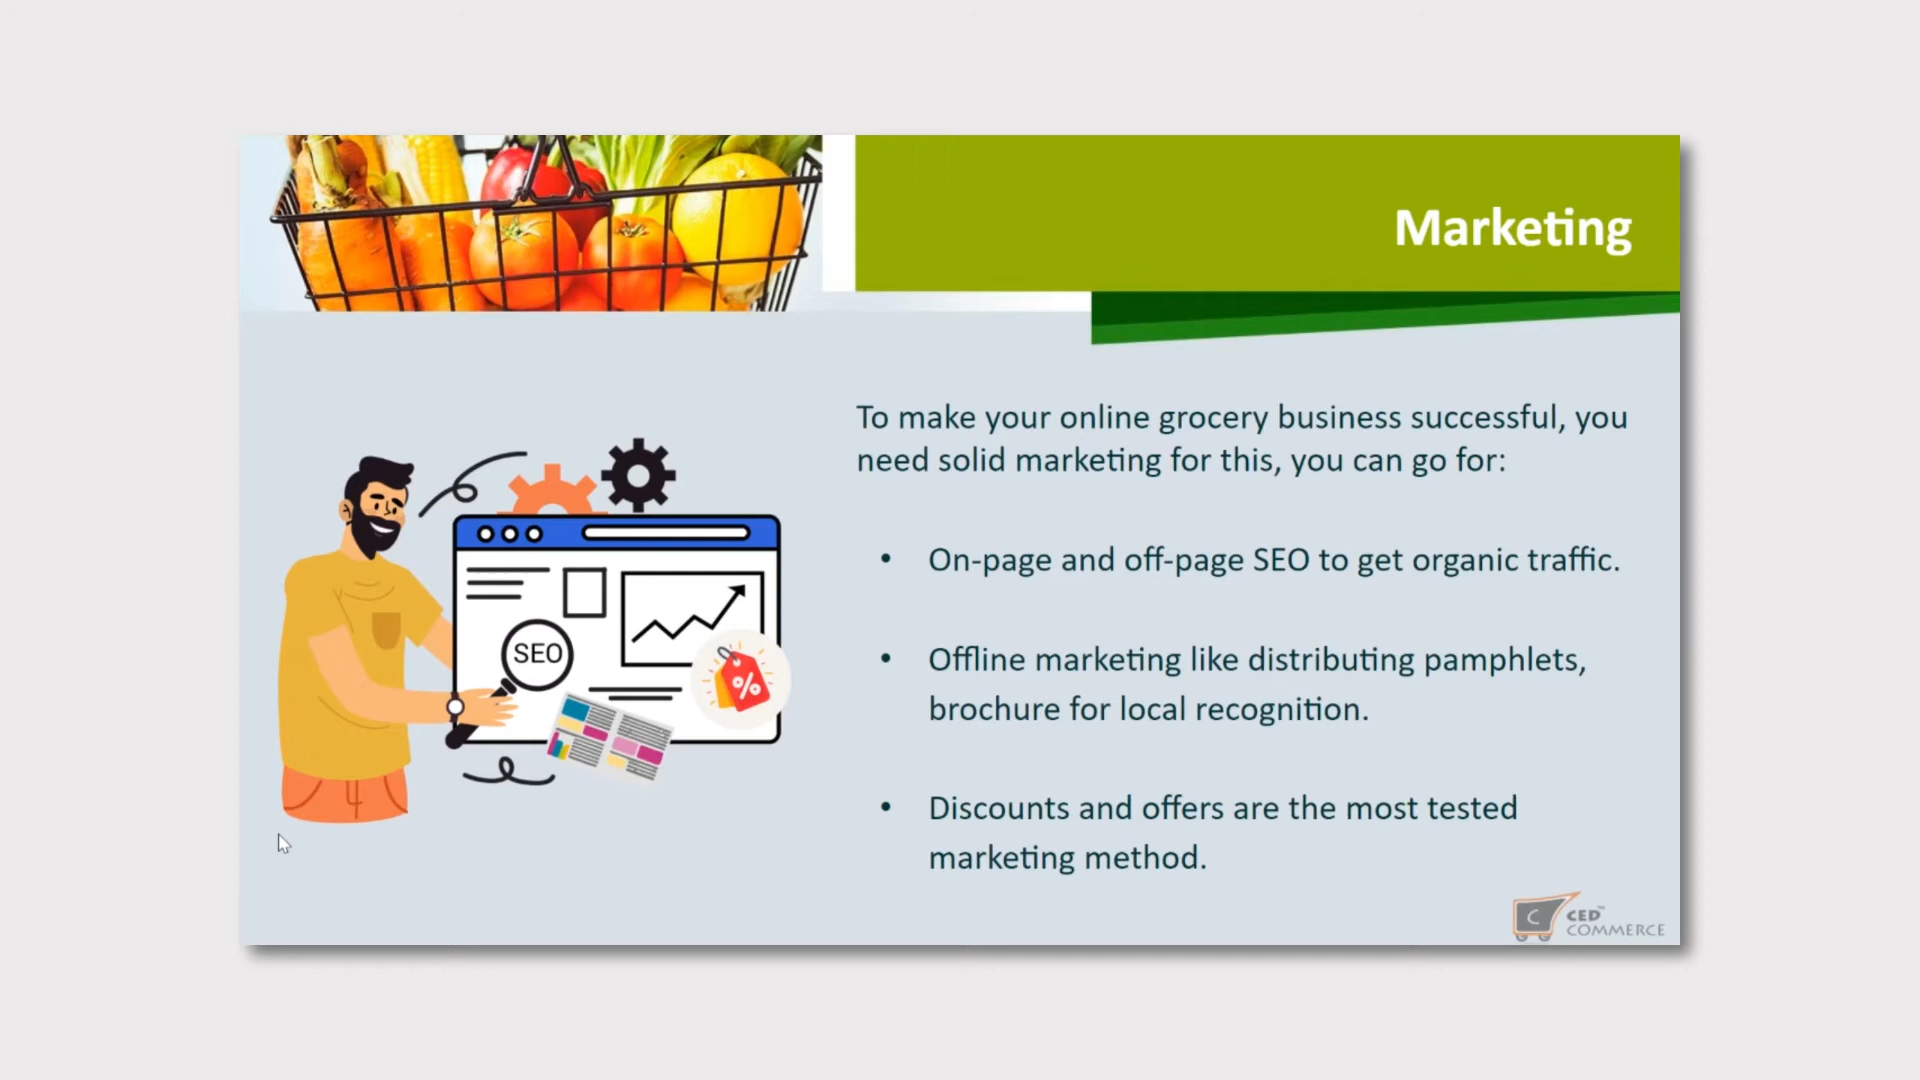 Marketing
To make your online grocery business successful, you
need solid marketing for this, you can go for:
• On-page and off-page SEO to get organic traffic.
• Offline marketing like distributing pamphlets,
brochure for local recognition.
• Discounts and offers are the most tested
marketing method.
SEO
%
C
CED™
COMMERCE